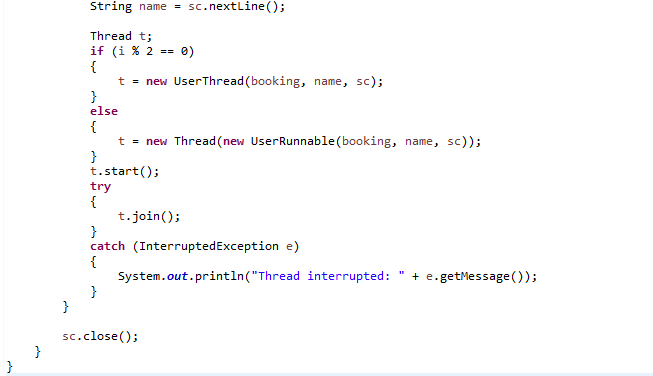 String name = sc.nextLine();
Thread t;
if (i % 2 == 0)
{
t = new UserThread(booking, name, sc);
}
else
{
t = new Thread(new UserRunnable(booking, name, sc));
}
t.start();
try
{
t.join();
}
catch (InterruptedException e)
{
System.out.println("Thread interrupted: " + e.getMessage());
}
}
sc.close();
}
}